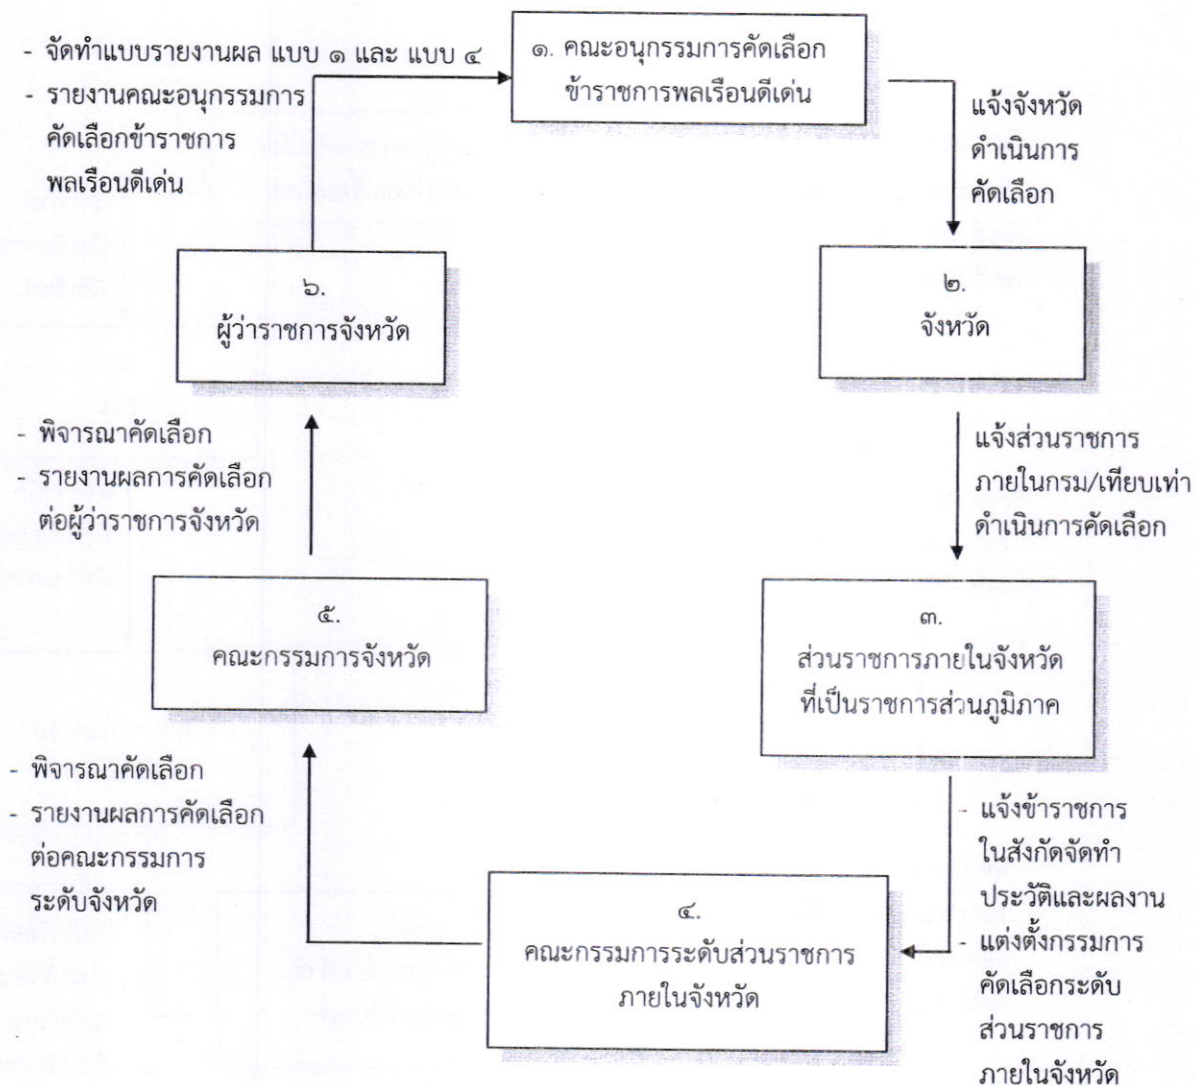 - จัดทำแบบรายงานผล แบบ ๑ และ แบบ ๔
- รายงานคณะอนุกรรมการ
คัดเลือกข้าราชการ
พลเรือนดีเด่น
๑. คณะอนุกรรมการคัดเลือก
ข้าราชการพลเรือนดีเด่น
แจ้งจังหวัด
ดำเนินการ
คัดเลือก
๒.
จังหวัด
แจ้งส่วนราชการ
ภายในกรม/เทียบเท่า
ดำเนินการคัดเลือก
๓.
ส่วนราชการภายในจังหวัด
ที่เป็นราชการส่วนภูมิภาค
- แจ้งข้าราชการ
ในสังกัดจัดทำ
ประวัติและผลงาน
- แต่งตั้งกรรมการ
คัดเลือกระดับ
ส่วนราชการ
ภายในจังหวัด
๔.
คณะกรรมการระดับส่วนราชการ
ภายในจังหวัด
- พิจารณาคัดเลือก
- รายงานผลการคัดเลือก
ต่อคณะกรรมการ
ระดับจังหวัด
๕.
คณะกรรมการจังหวัด
- พิจารณาคัดเลือก
- รายงานผลการคัดเลือก
ต่อผู้ว่าราชการจังหวัด
๖.
ผู้ว่าราชการจังหวัด